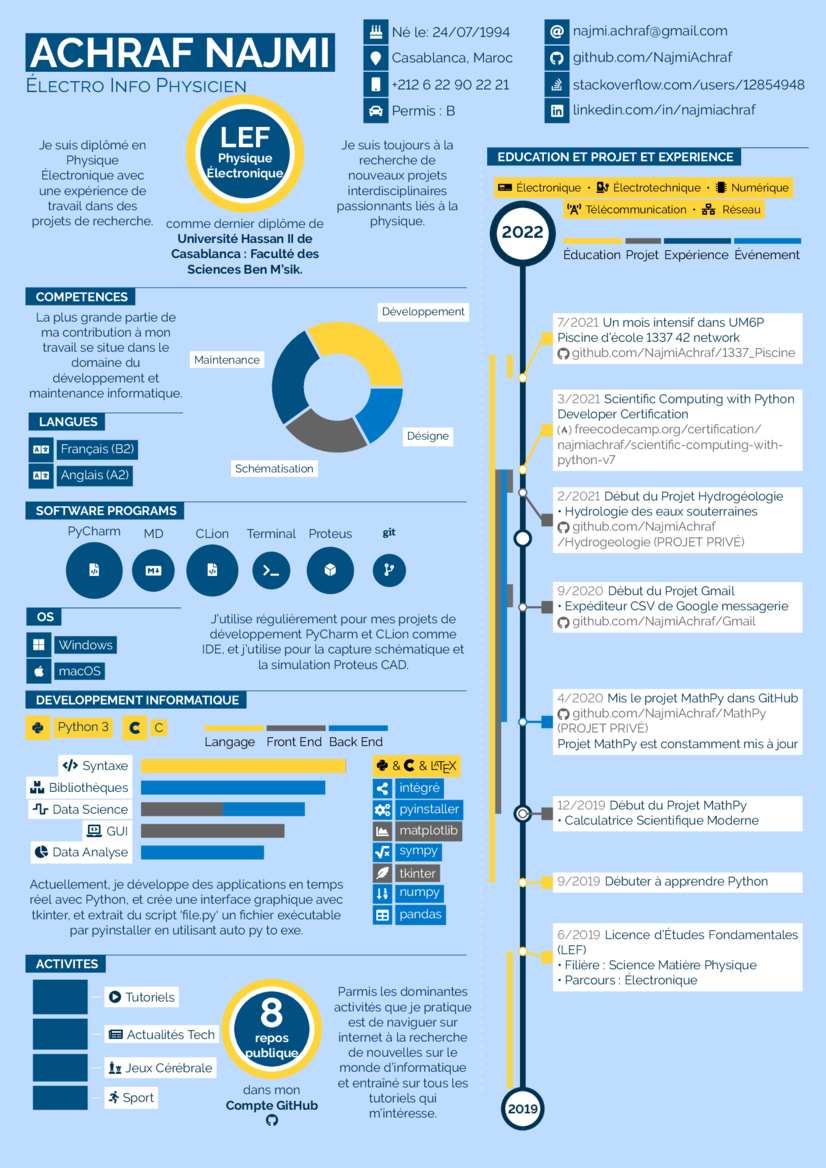 ACHRAF NAJMI
ÉLECTRO INFO PHYSICIEN
Né le: 24/07/1994
Casablanca, Maroc
+212 6 22 90 22 21
Permis : B
najmi.achraf@gmail.com
github.com/NajmiAchraf
stackoverflow.com/users/12854948
linkedin.com/in/najmiachraf
Je suis diplômé en
Physique
Électronique avec
une expérience de
travail dans des
projets de recherche.
LEF
Physique
Électronique
comme dernier diplôme de
Université Hassan II de
Casablanca : Faculté des
Sciences Ben M'sik.
Je suis toujours à la
recherche de
nouveaux projets
interdisciplinaires
passionnants liés à la
physique.
COMPETENCES
La plus grande partie de
ma contribution à mon
travail se situe dans le
domaine du
développement et
maintenance informatique.
Développement
Maintenance
Désigne
Schématisation
LANGUES
Français (B2)
Anglais (A2)
SOFTWARE PROGRAMS
PyCharm
MD
CLion
Terminal
Proteus
git
OS
Windows
macOS
J'utilise régulièrement pour mes projets de
développement PyCharm et CLion comme
IDE, et j'utilise pour la capture schématique et
la simulation Proteus CAD.
DEVELOPPEMENT INFORMATIQUE
Python 3
C
Langage Front End Back End
Syntaxe
Bibliothèques
Data Science
GUI
Data Analyse
& C & LATEX
intégré
pyinstaller
matplotlib
sympy
tkinter
numpy
pandas
Actuellement, je développe des applications en temps
réel avec Python, et crée une interface graphique avec
tkinter, et extrait du script 'file.py' un fichier exécutable
par pyinstaller en utilisant auto py to exe.
ACTIVITES
Tutoriels
Actualités Tech
Jeux Cérébrale
Sport
8
repos
publique
dans mon
Compte GitHub
Parmis les dominantes
activités que je pratique
est de naviguer sur
internet à la recherche
de nouvelles sur le
monde d'informatique
et entraîné sur tous les
tutoriels qui
m'intéresse.
EDUCATION ET PROJET ET EXPERIENCE
Électronique • Électrotechnique • Numérique
Télécommunication • Réseau
2022
Éducation Projet Expérience Événement
7/2021 Un mois intensif dans UM6P
Piscine d'école 1337 42 network
github.com/NajmiAchraf/1337_Piscine
3/2021 Scientific Computing with Python
Developer Certification
(A) freecodecamp.org/certification/
najmiachraf/scientific-computing-with-
python-v7
2/2021 Début du Projet Hydrogéologie
• Hydrologie des eaux souterraines
github.com/NajmiAchraf
/Hydrogeologie (PROJET PRIVÉ)
9/2020 Début du Projet Gmail
• Expéditeur CSV de Google messagerie
github.com/NajmiAchraf/Gmail
4/2020 Mis le projet MathPy dans GitHub
github.com/NajmiAchraf/MathPy
(PROJET PRIVÉ)
Projet MathPy est constamment mis à jour
12/2019 Début du Projet MathPy
• Calculatrice Scientifique Moderne
9/2019 Débuter à apprendre Python
6/2019 Licence d'Études Fondamentales
(LEF)
• Filière : Science Matière Physique
• Parcours : Électronique
2019